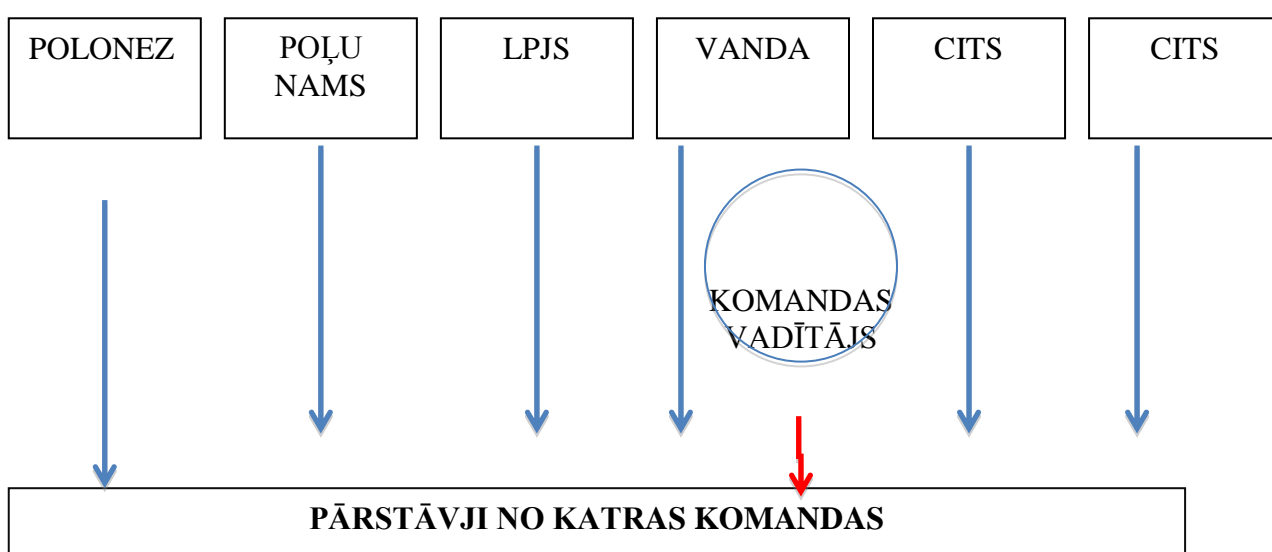 POLONEZ
POĻU
NAMS
LPJS
VANDA
CITS
CITS
KOMANDAS
VADĪTĀJS
PĀRSTĀVJI NO KATRAS KOMANDAS